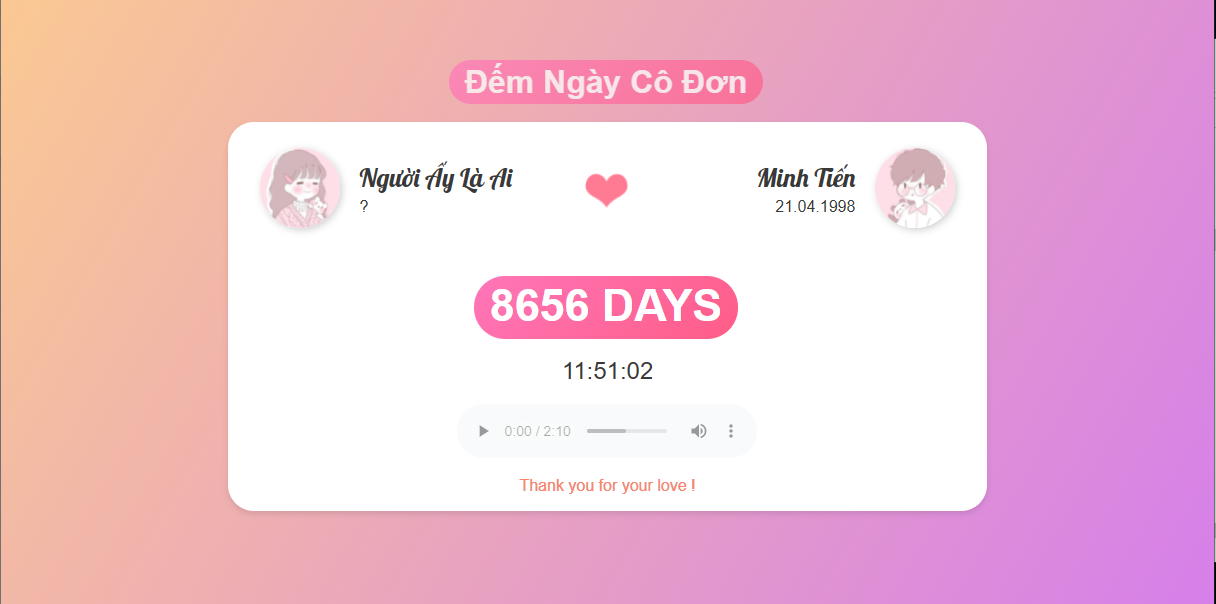 Đếm Ngày Cô Đơn
Người Ấy Là Ai
?
Minh Tiến
21.04.1998
8656 DAYS
11:51:02
0:00 / 2:10
Thank you for your love !